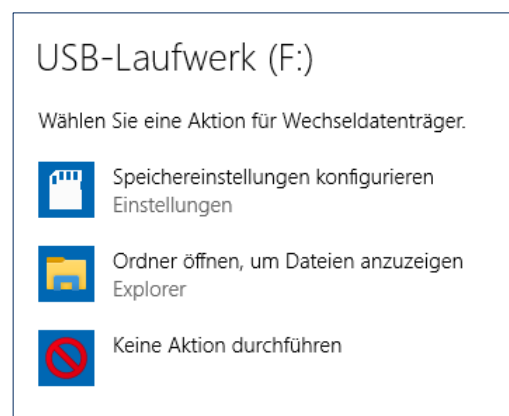 USB-Laufwerk (F:)
Wählen Sie eine Aktion für Wechseldatenträger.
Speichereinstellungen konfigurieren
Einstellungen
Ordner öffnen, um Dateien anzuzeigen
Explorer
Keine Aktion durchführen